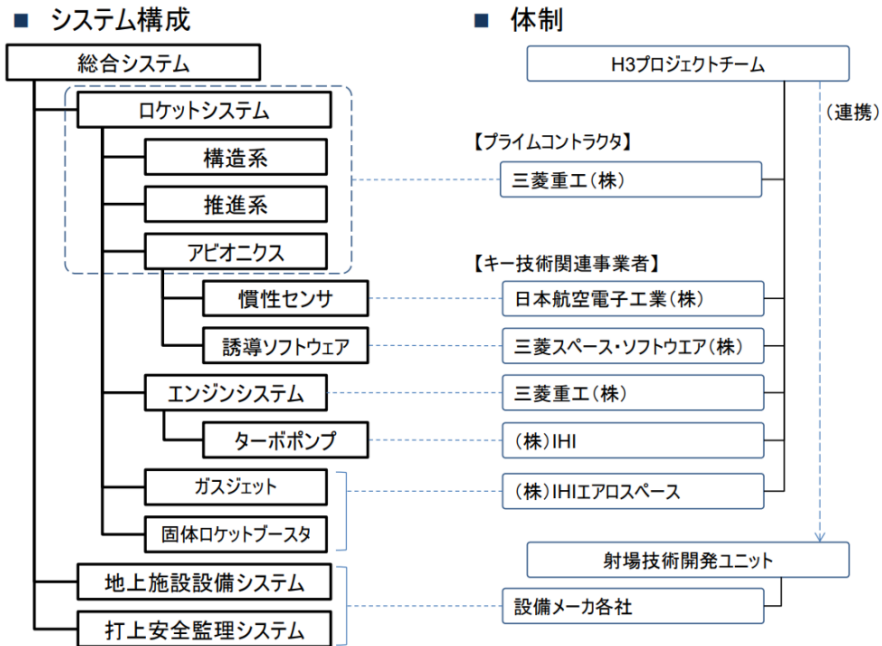 ■ システム構成
総合システム
ロケットシステム
構造系
推進系
アビオニクス
慣性センサ
誘導ソフトウェア
エンジンシステム
ターボポンプ
ガスジェット
固体ロケットブースタ
地上施設設備システム
打上安全監理システム
■ 体制
H3プロジェクトチーム
(連携)
【プライムコントラクタ】
三菱重工(株)
【キー技術関連事業者】
日本航空電子工業(株)
三菱スペース・ソフトウエア(株)
三菱重工(株)
(株)IHI
(株)IHIエアロスペース
射場技術開発ユニット
設備メーカ各社